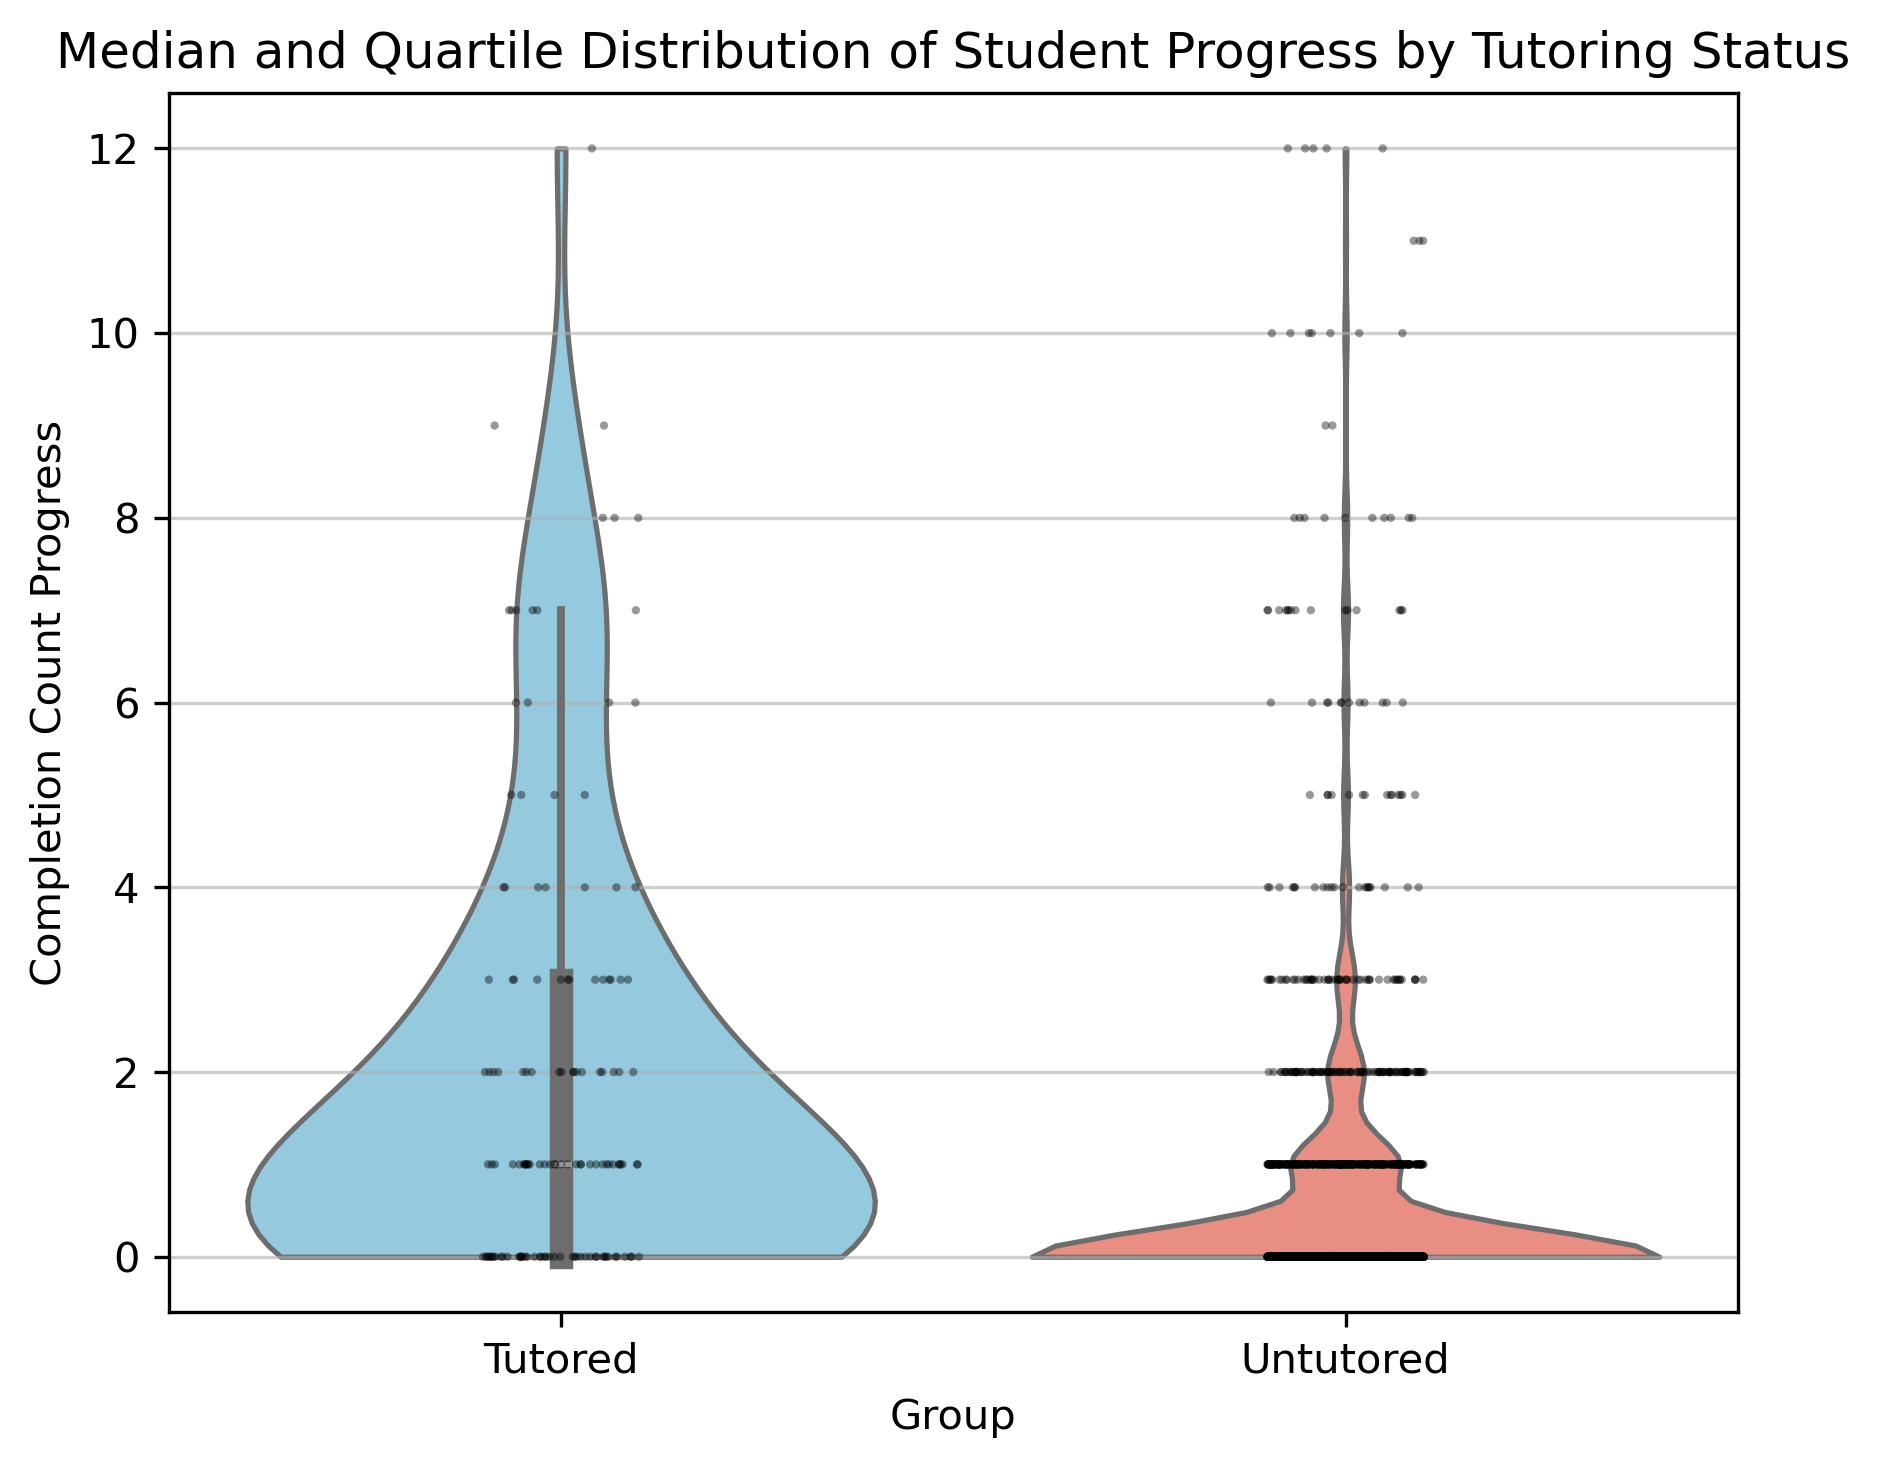 Median and Quartile Distribution of Student Progress by Tutoring Status
Completion Count Progress
12
10
8
6
4
2
0
Tutored
Untutored
Group